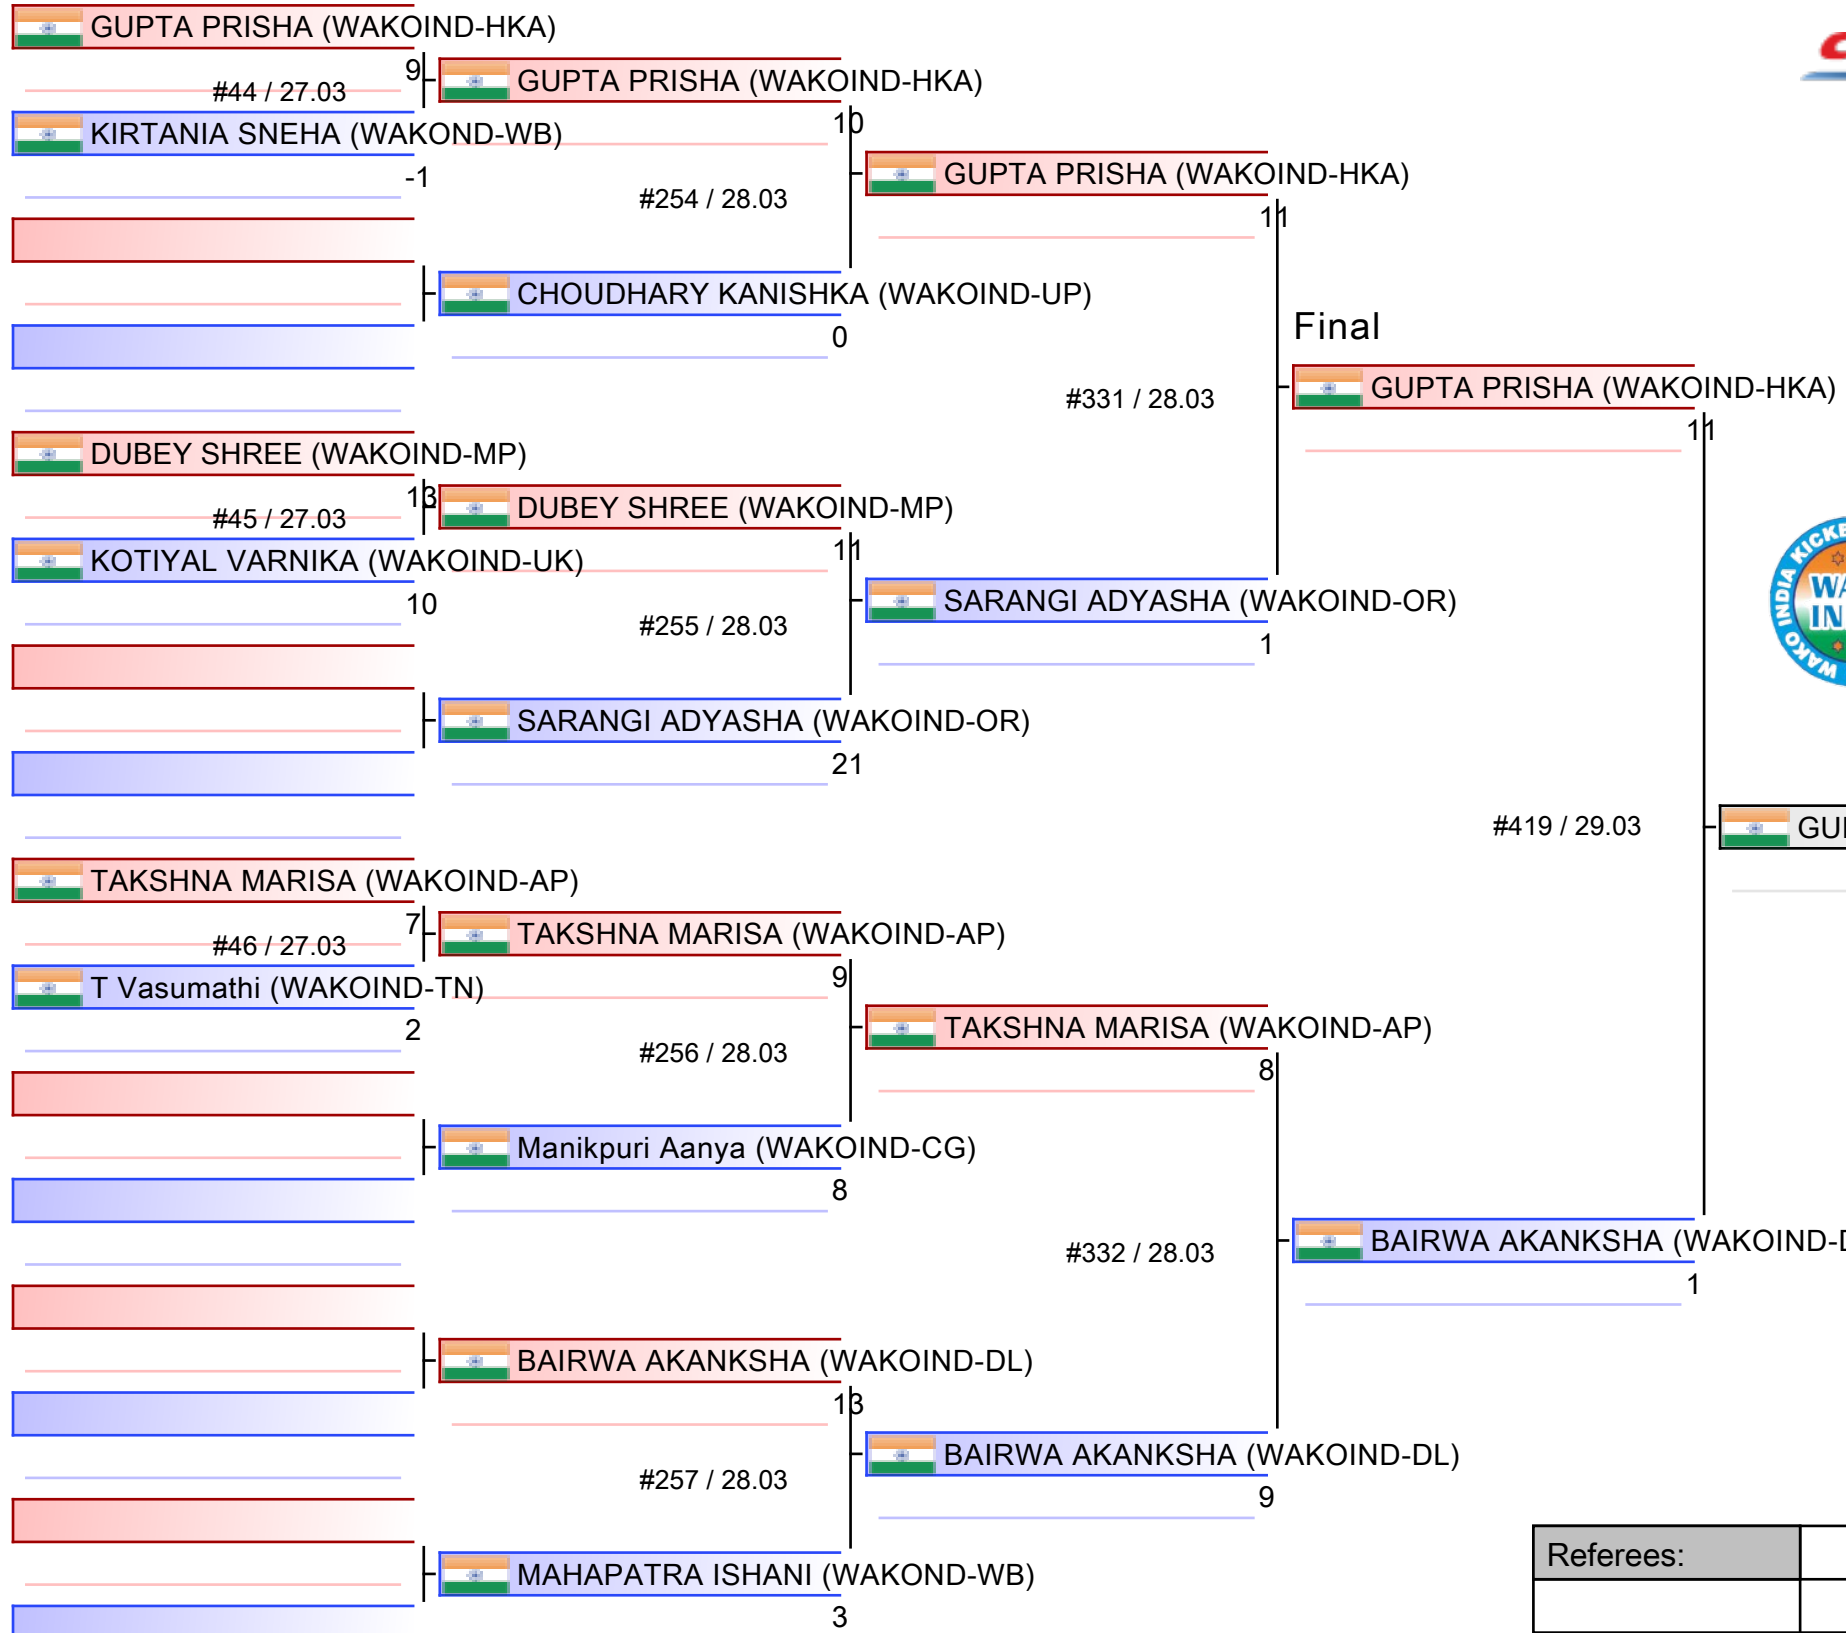 GUPTA PRISHA (WAKOIND-HKA)
9
#44 / 27.03
KIRTANIA SNEHA (WAKOND-WB)
-1
DUBEY SHREE (WAKOIND-MP)
13
#45 / 27.03
KOTIYAL VARNIKA (WAKOIND-UK)
10
TAKSHNA MARISA (WAKOIND-AP)
7
#46 / 27.03
T Vasumathi (WAKOIND-TN)
2
GUPTA PRISHA (WAKOIND-HKA)
10
#254 / 28.03
CHOUDHARY KANISHKA (WAKOIND-UP)
0
DUBEY SHREE (WAKOIND-MP)
11
#255 / 28.03
SARANGI ADYASHA (WAKOIND-OR)
21
TAKSHNA MARISA (WAKOIND-AP)
9
#256 / 28.03
Manikpuri Aanya (WAKOIND-CG)
8
BAIRWA AKANKSHA (WAKOIND-DL)
13
#257 / 28.03
MAHAPATRA ISHANI (WAKOND-WB)
3
GUPTA PRISHA (WAKOIND-HKA)
11
#331 / 28.03
SARANGI ADYASHA (WAKOIND-OR)
1
TAKSHNA MARISA (WAKOIND-AP)
8
#332 / 28.03
BAIRWA AKANKSHA (WAKOIND-DL)
9
Final
GUPTA PRISHA (WAKOIND-HKA)
11
#419 / 29.03
BAIRWA AKANKSHA (WAKOIND-
1
WAKO INDIA
Referees: